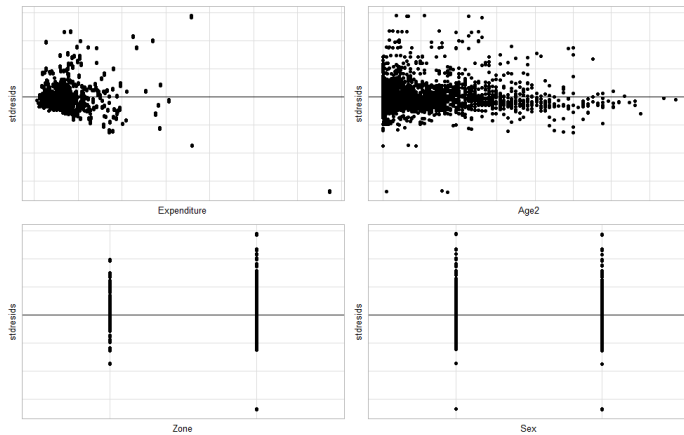 stdresids
Expenditure
stdresids
Age2
stdresids
Zone
stdresids
Sex